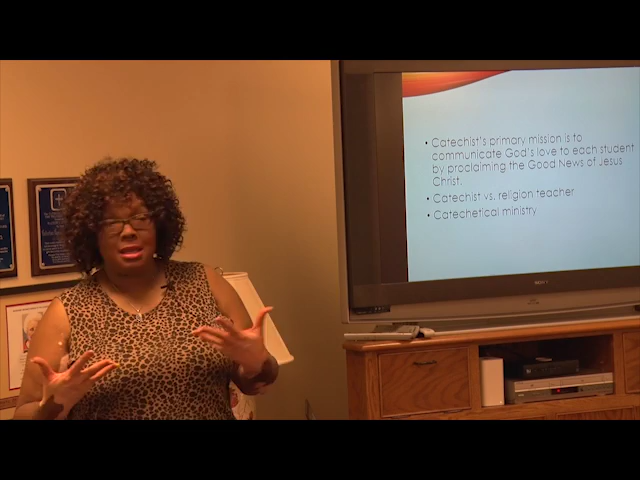 • Catechist's primary mission is to
communicate God's love to each student
by proclaiming the Good News of Jesus
Christ.
• Catechist vs. religion teacher
• Catechetical ministry
SONY